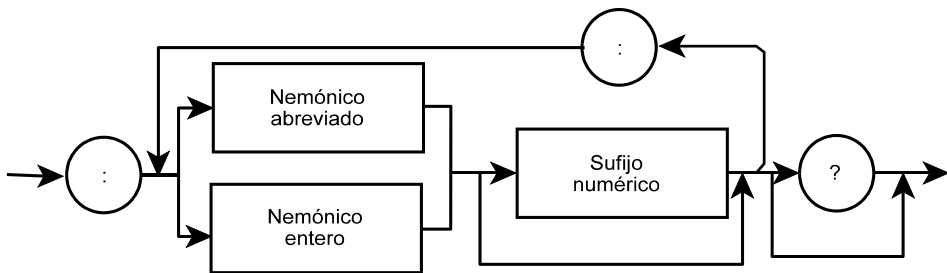 :
Nemónico
abreviado
:
Sufijo
numérico
?
Nemónico
entero